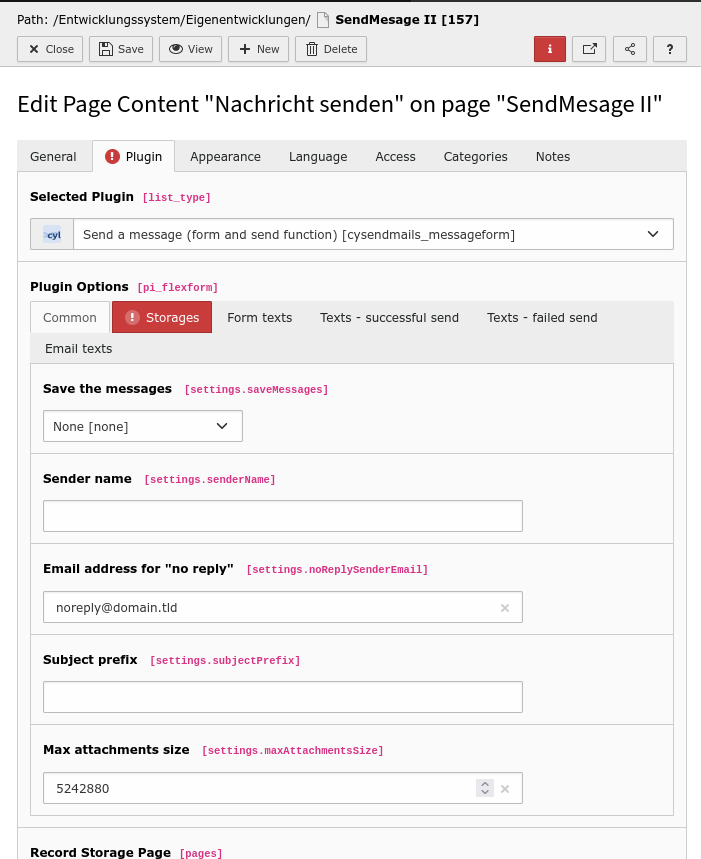 Path: /Entwicklungssystem/Eigenentwicklungen/ SendMesage II [157]
Close Save View New Delete i ?
Edit Page Content "Nachricht senden" on page "SendMesage II"
General ! Plugin Appearance Language Access Categories Notes
Selected Plugin [list_type]
cyl Send a message (form and send function) [cysendmails_messageform]
Plugin Options [pi_flexform]
Common ! Storages Form texts Texts - successful send Texts - failed send
Email texts
Save the messages [settings.saveMessages]
None [none]
Sender name [settings.senderName]
Email address for "no reply" [settings.noReplySenderEmail]
noreply@domain.tld
Subject prefix [settings.subjectPrefix]
Max attachments size [settings.maxAttachmentsSize]
5242880
Record Storage Page [pages]